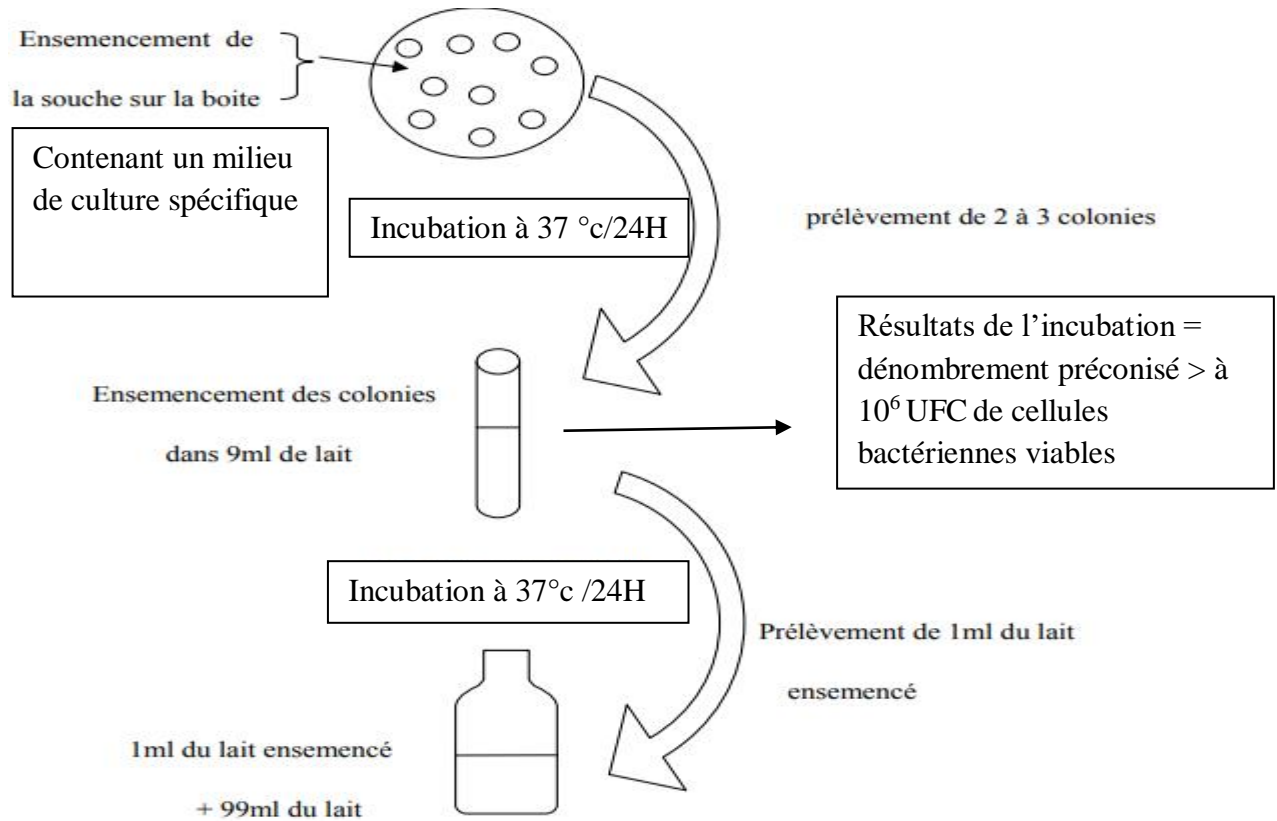 Ensemencement de
la souche sur la boite
Contenant un milieu
de culture spécifique
Incubation à 37 °c/24H
prélèvement de 2 à 3 colonies
Ensemencement des colonies
dans 9ml de lait
Résultats de l’incubation =
dénombrement préconisé > à
10⁶ UFC de cellules
bactériennes viables
Incubation à 37°c /24H
Prélèvement de 1ml du lait
ensemencé
1ml du lait ensemencé
+ 99ml du lait